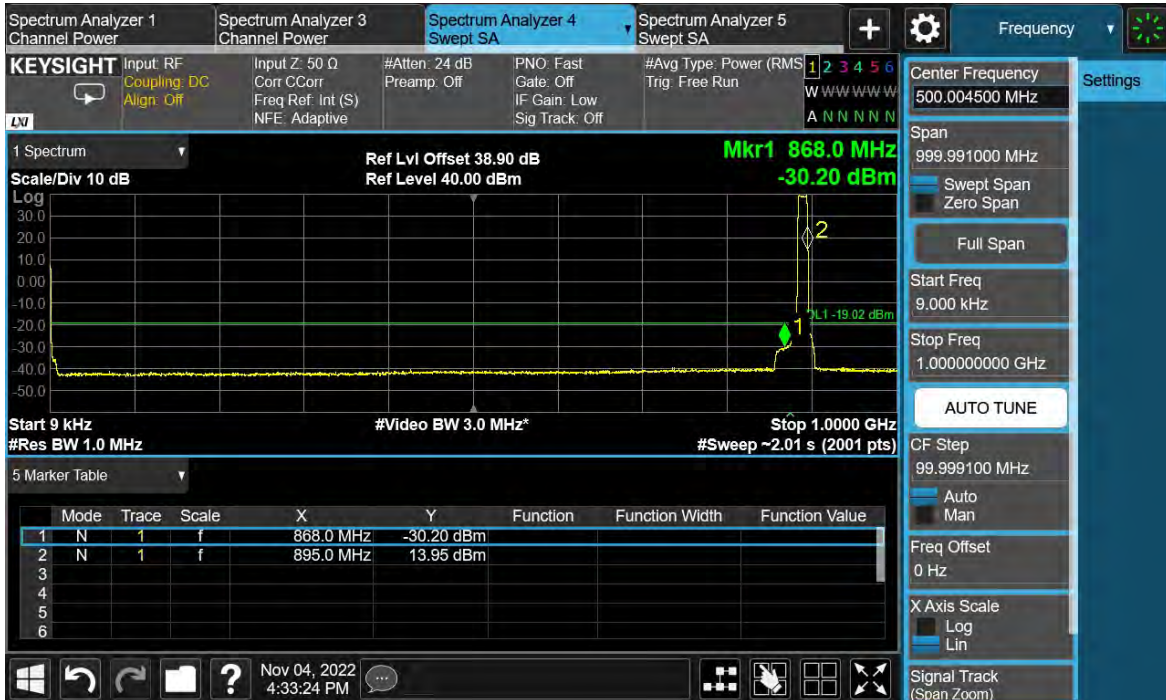 Spectrum Analyzer 1
Channel Power
Spectrum Analyzer 3
Channel Power
Spectrum Analyzer 4
Swept SA
Spectrum Analyzer 5
Swept SA
+
Frequency
KEYSIGHT
LXI
Input: RF
Coupling: DC
Align: Off
Input Z: 50 Ω
Corr CCorr
Freq Ref: Int (S)
NFE: Adaptive
#Atten: 24 dB
Preamp: Off
PNO: Fast
Gate: Off
IF Gain: Low
Sig Track: Off
#Avg Type: Power (RMS
Trig: Free Run
1 2 3 4 5 6
W W W W W W
A N N N N N
1 Spectrum
Scale/Div 10 dB
Ref Lvl Offset 38.90 dB
Ref Level 40.00 dBm
Mkr1 868.0 MHz
-30.20 dBm
Log
30.0
20.0
10.0
0.00
-10.0
-20.0
-30.0
-40.0
-50.0
2
1
DL1 -19.02 dBm
Start 9 kHz
#Video BW 3.0 MHz*
Stop 1.0000 GHz
#Res BW 1.0 MHz
#Sweep ~2.01 s (2001 pts)
5 Marker Table
Mode Trace Scale X Y Function Function Width Function Value
1 N 1 f 868.0 MHz -30.20 dBm
2 N 1 f 895.0 MHz 13.95 dBm
3
4
5
6
?
Nov 04, 2022
4:33:24 PM
Center Frequency
500.004500 MHz
Settings
Span
999.991000 MHz
Swept Span
Zero Span
Full Span
Start Freq
9.000 kHz
Stop Freq
1.000000000 GHz
AUTO TUNE
CF Step
99.999100 MHz
Auto
Man
Freq Offset
0 Hz
X Axis Scale
Log
Lin
Signal Track
(Span Zoom)